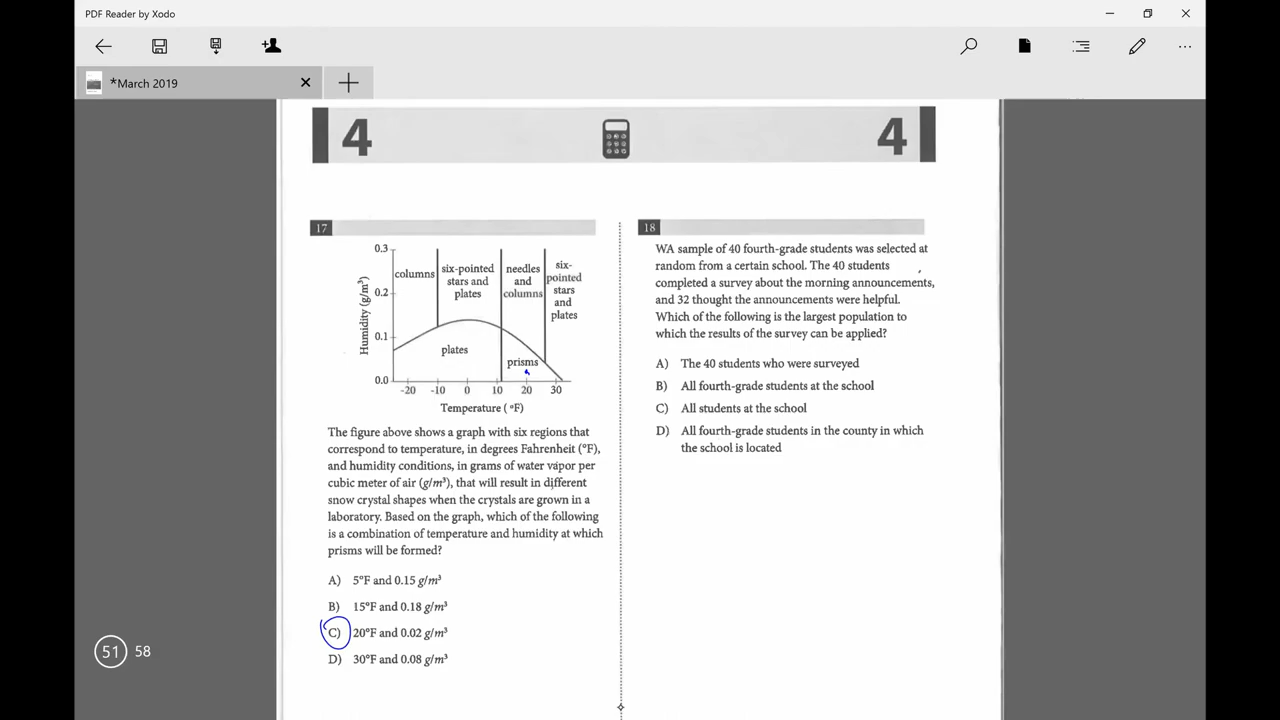 PDF Reader by Xodo
*March 2019
4
4
17
0.3
0.2
0.1
0.0
Humidity (g/m³)
columns
six-pointed
stars and
plates
needles
and
columns
six-
pointed
stars
and
plates
plates
prisms
-20 -10 0 10 20 30
Temperature ( °F)
The figure above shows a graph with six regions that
correspond to temperature, in degrees Fahrenheit (°F),
and humidity conditions, in grams of water vapor per
cubic meter of air (g/m³), that will result in different
snow crystal shapes when the crystals are grown in a
laboratory. Based on the graph, which of the following
is a combination of temperature and humidity at which
prisms will be formed?
A) 5°F and 0.15 g/m³
B) 15°F and 0.18 g/m³
C) 20°F and 0.02 g/m³
D) 30°F and 0.08 g/m³
18
WA sample of 40 fourth-grade students was selected at
random from a certain school. The 40 students
completed a survey about the morning announcements,
and 32 thought the announcements were helpful.
Which of the following is the largest population to
which the results of the survey can be applied?
A) The 40 students who were surveyed
B) All fourth-grade students at the school
C) All students at the school
D) All fourth-grade students in the county in which
the school is located
51 58